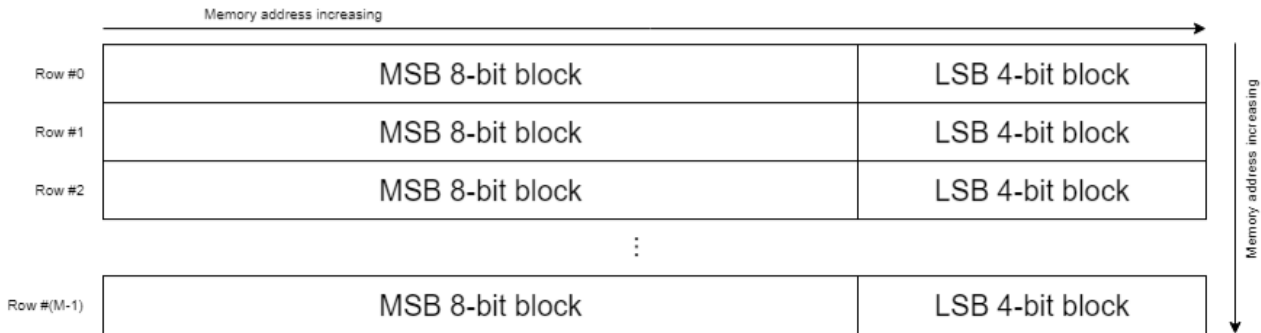 Memory address increasing
Row #0 MSB 8-bit block LSB 4-bit block
Row #1 MSB 8-bit block LSB 4-bit block
Row #2 MSB 8-bit block LSB 4-bit block
⋮
Row #(M-1) MSB 8-bit block LSB 4-bit block
Memory address increasing